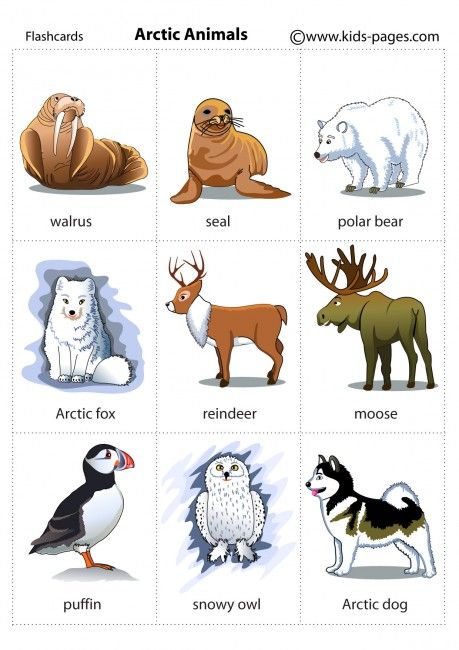 Flashcards
Arctic Animals
©www.kids-pages.com
walrus
seal
polar bear
Arctic fox
reindeer
moose
puffin
snowy owl
Arctic dog